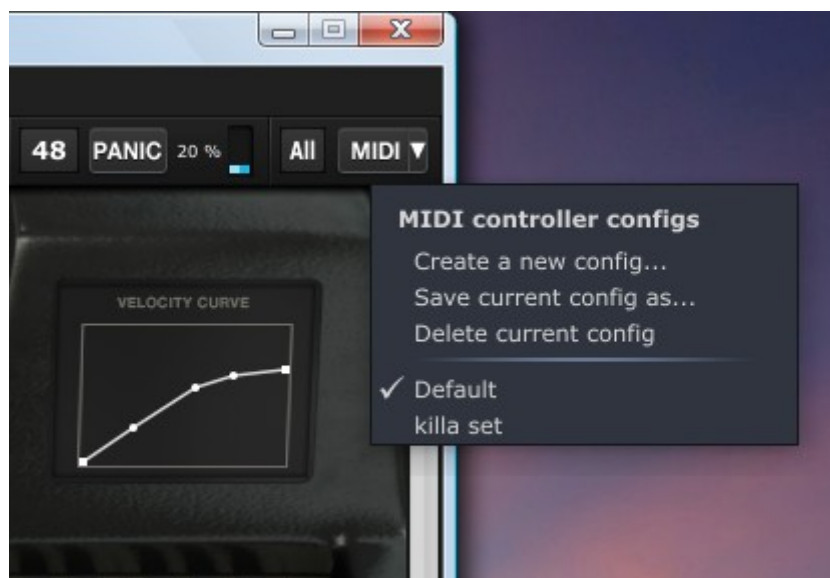 48 PANIC 20 % All MIDI
MIDI controller configs
Create a new config...
Save current config as...
Delete current config
Default
killa set
VELOCITY CURVE